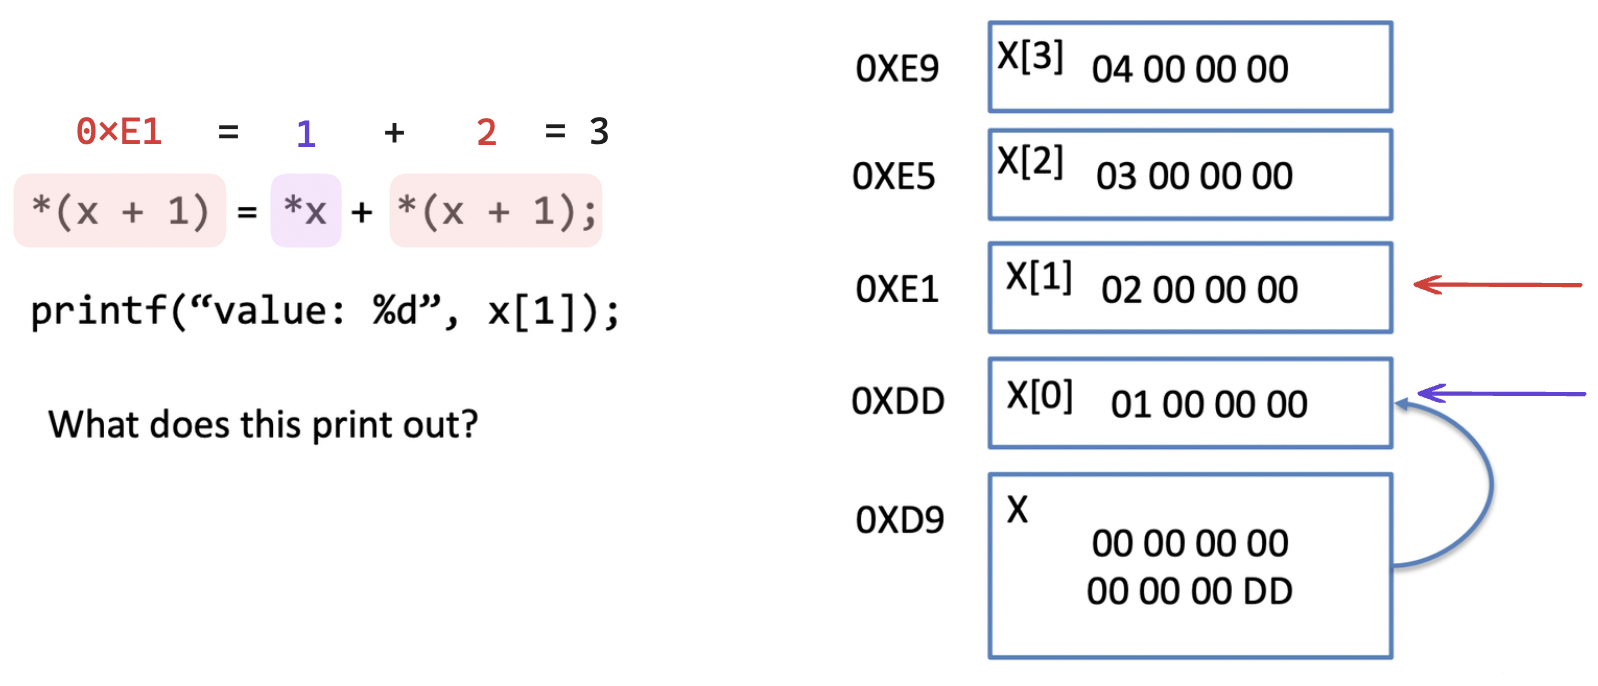 0×E1 = 1 + 2 = 3
*(x + 1) = *x + *(x + 1);
printf(“value: %d”, x[1]);
What does this print out?
0XE9 X[3] 04 00 00 00
0XE5 X[2] 03 00 00 00
0XE1 X[1] 02 00 00 00
0XDD X[0] 01 00 00 00
0XD9 X
00 00 00 00
00 00 00 DD